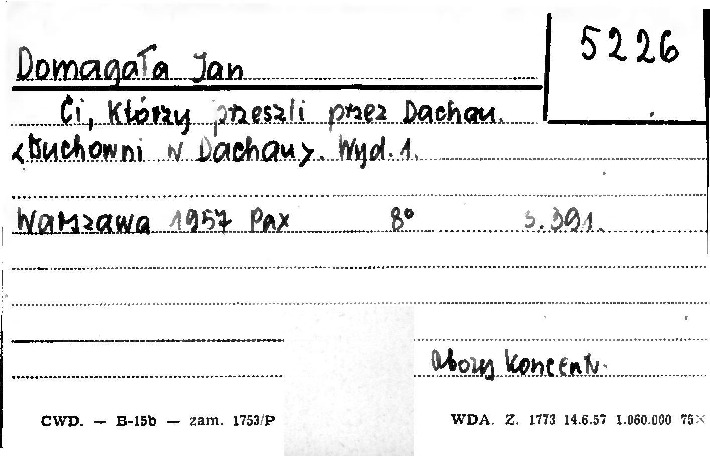 5226
Domagała Jan
Ci, którzy przeszli przez Dachau.
<Duchowni w Dachau>. Wyd. 1.
Warszawa 1957 Pax 8° s. 391.
Obozy koncentr.
CWD. — B-15b — zam. 1753/P
WDA. Z. 1773 14.6.57 1.060.000 75×